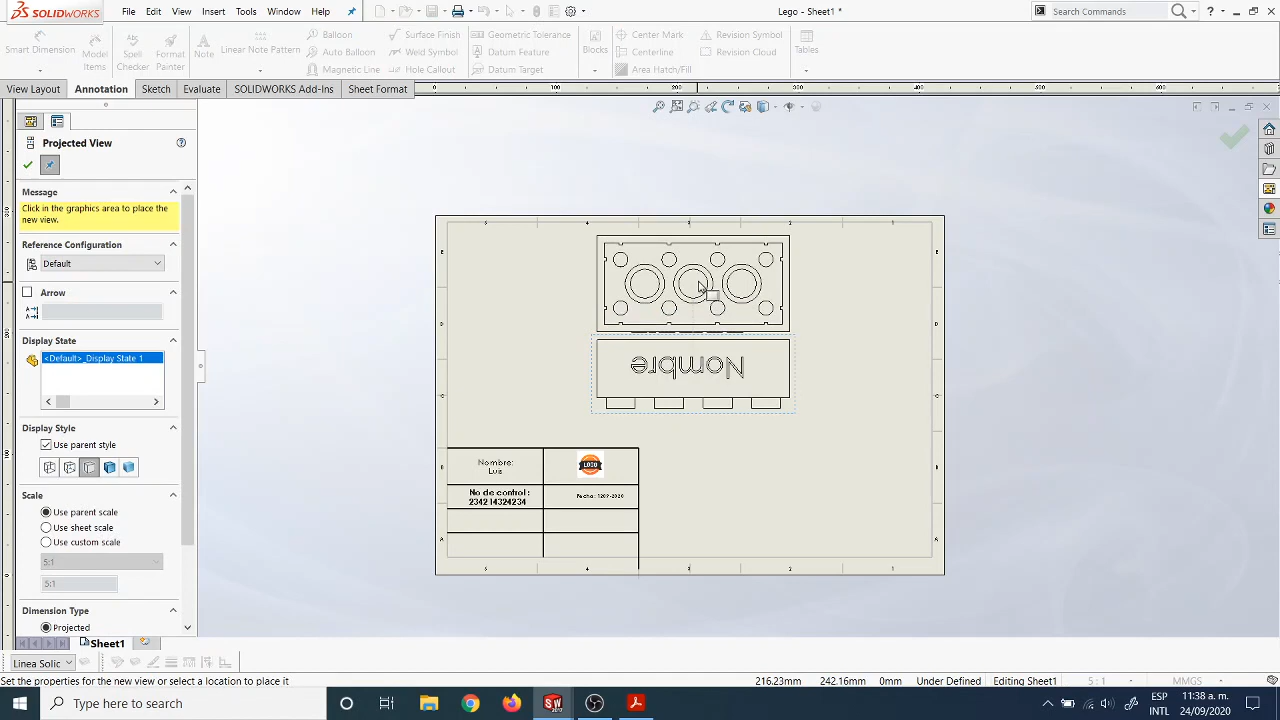 SOLIDWORKS
File Edit View Insert Tools Window Help
Lego - Sheet1 *
Search Commands
Smart Dimension
Model Items
Spell Checker
Format Painter
Note
Linear Note Pattern
Balloon
Auto Balloon
Magnetic Line
Surface Finish
Weld Symbol
Hole Callout
Geometric Tolerance
Datum Feature
Datum Target
Blocks
Center Mark
Centerline
Area Hatch/Fill
Revision Symbol
Revision Cloud
Tables
View Layout Annotation Sketch Evaluate SOLIDWORKS Add-Ins Sheet Format
Projected View
Message
Click in the graphics area to place the
new view.
Reference Configuration
Default
Arrow
Display State
<Default>_Display State 1
Display Style
Use parent style
Scale
Use parent scale
Use sheet scale
Use custom scale
5:1
5:1
Dimension Type
Projected
Nombre
Nombre:
Luis
LOGO
No de control :
234214324234
Fecha: 1207-2020
Sheet1
Linea Solic
Set the properties for the new view or select a location to place it
216.23mm 242.16mm 0mm Under Defined Editing Sheet1 5 : 1 MMGS
Type here to search
ESP
INTL
11:38 a. m.
24/09/2020